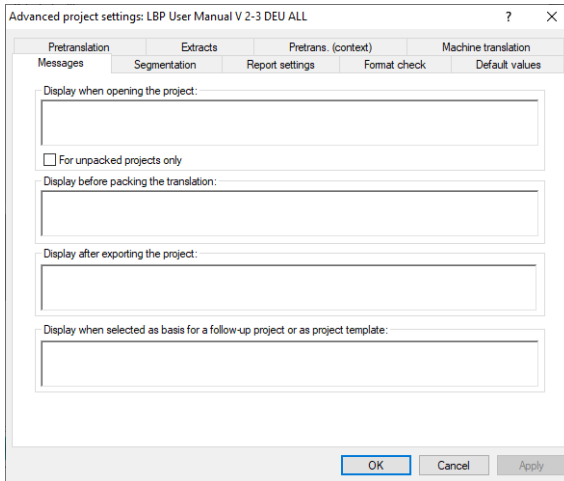 Advanced project settings: LBP User Manual V 2-3 DEU ALL ?
Pretranslation Extracts Pretrans. (context) Machine translation
Messages Segmentation Report settings Format check Default values
Display when opening the project:
For unpacked projects only
Display before packing the translation:
Display after exporting the project:
Display when selected as basis for a follow-up project or as project template:
OK Cancel Apply